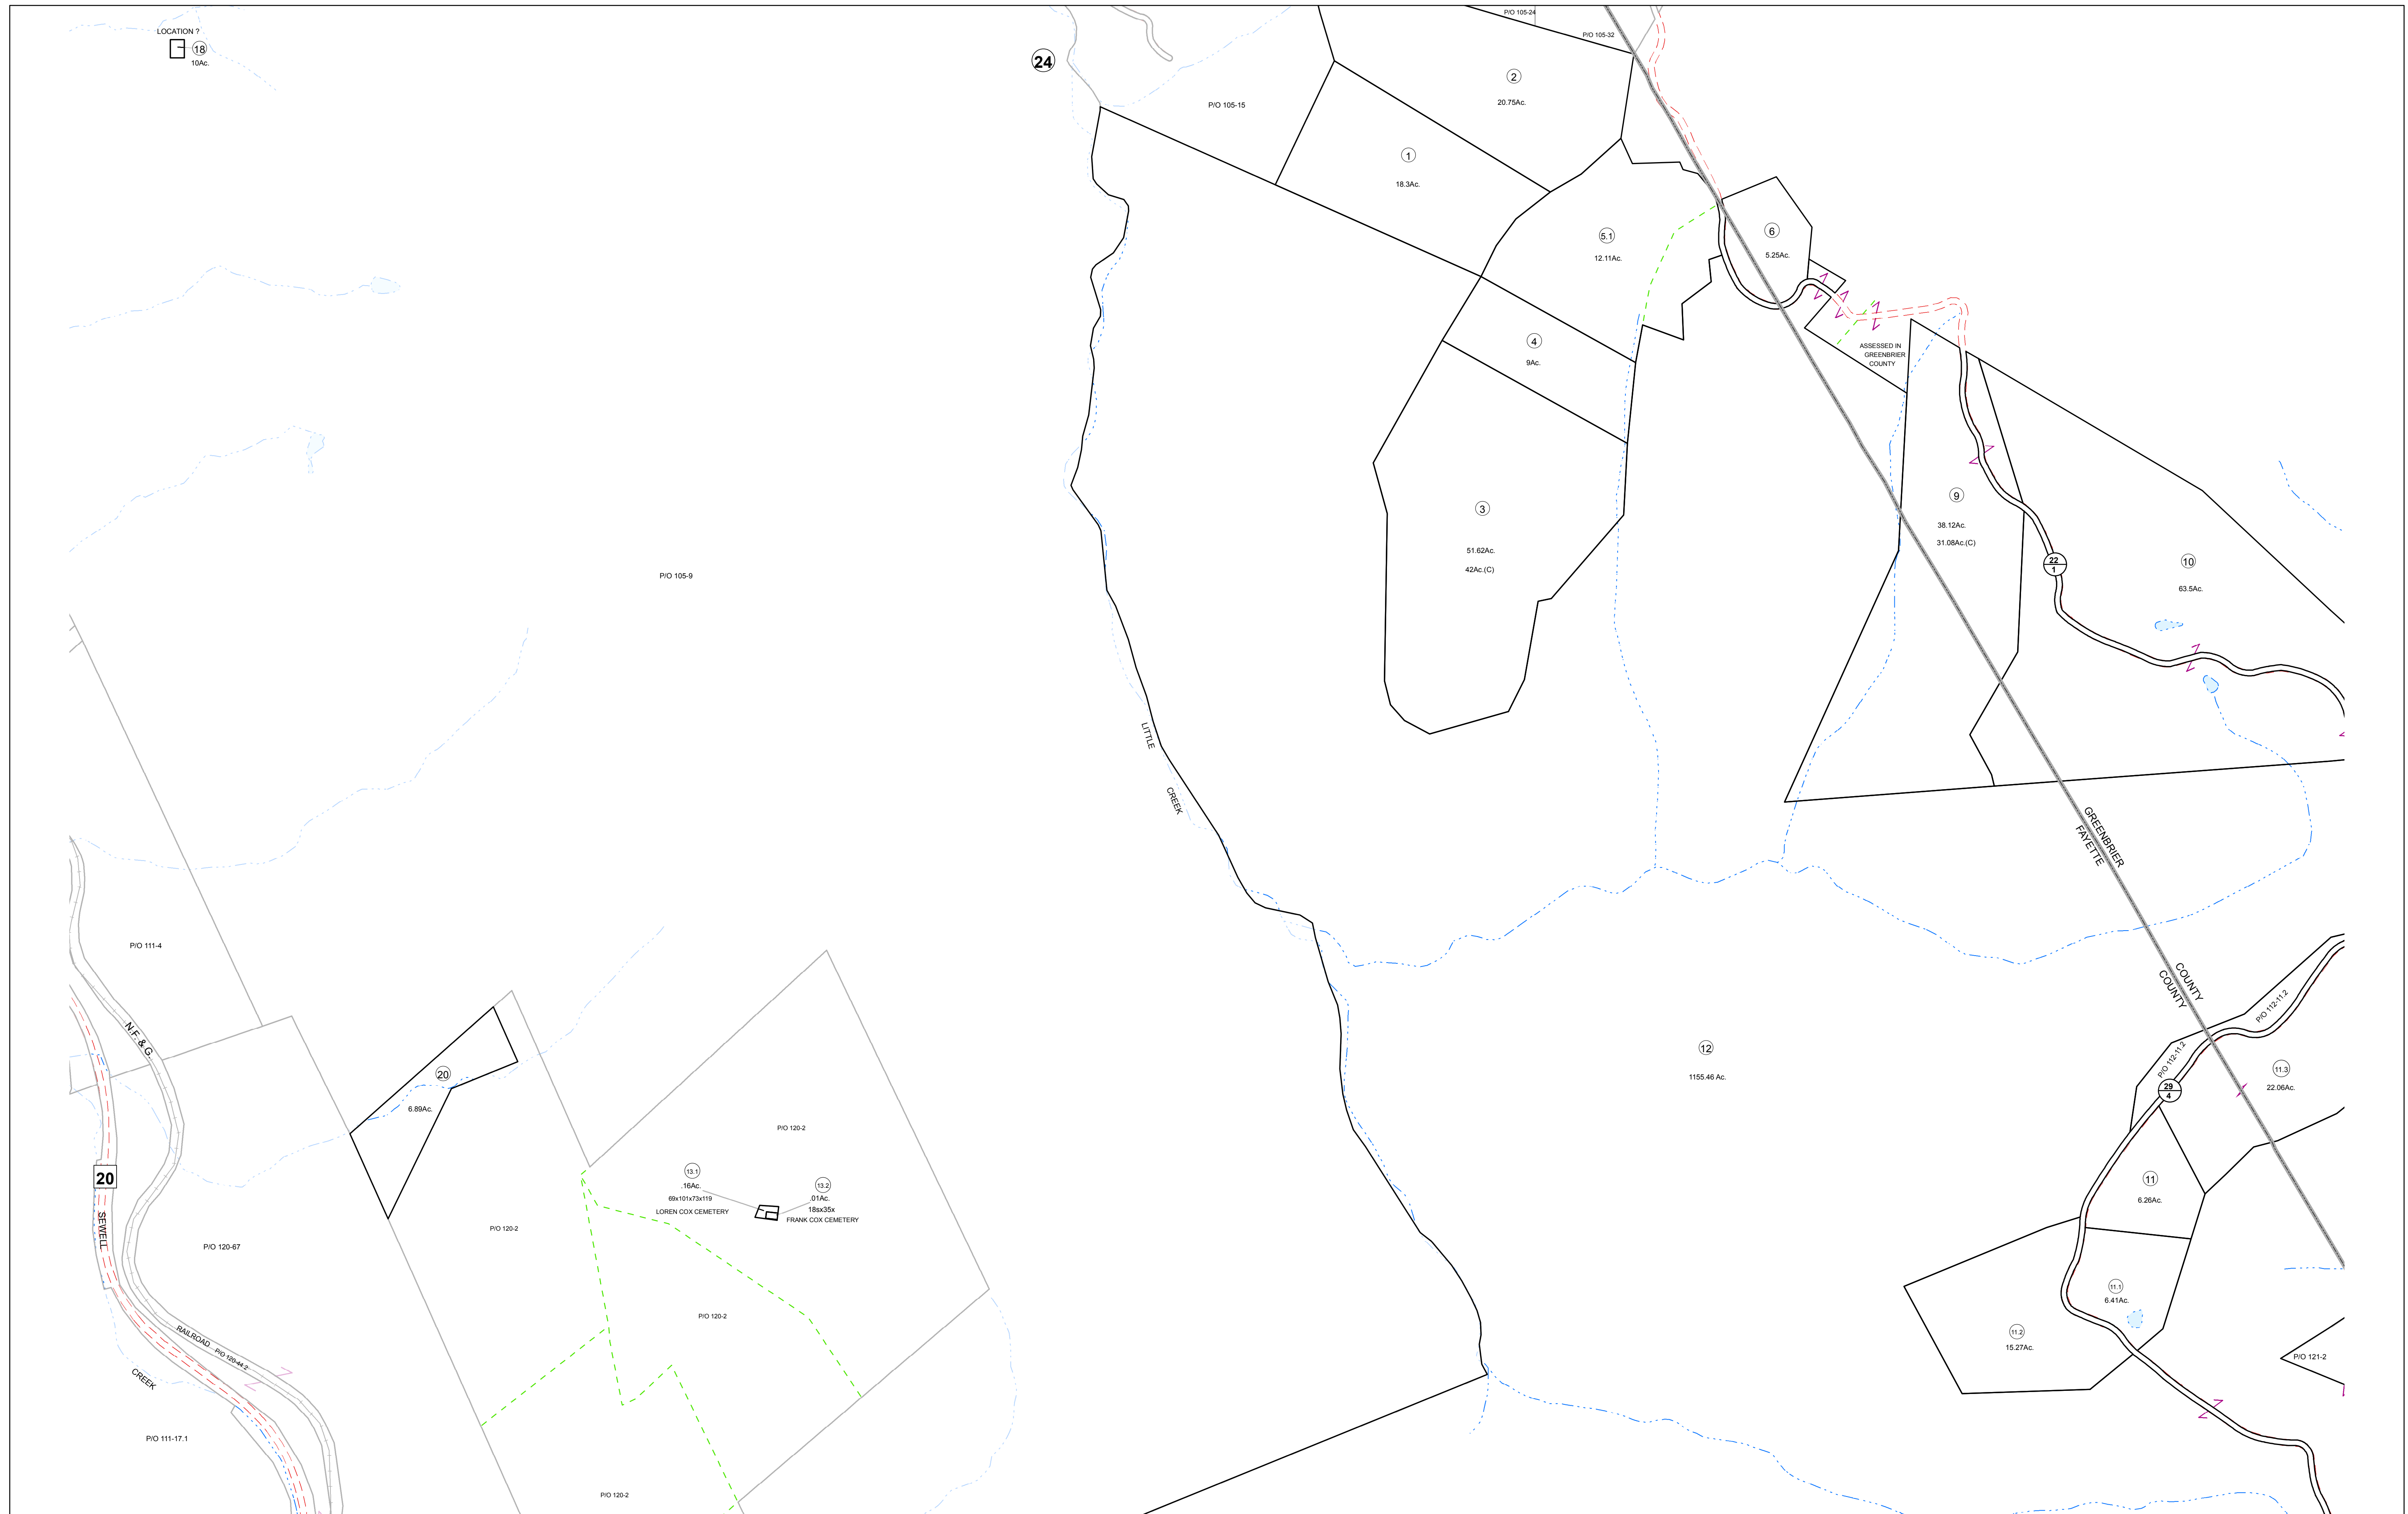 LOCATION ?
18
10Ac.
24
P/O 105-24
P/O 105-32
2
20.75Ac.
P/O 105-15
1
18.3Ac.
5.1
12.11Ac.
6
5.25Ac.
4
9Ac.
ASSESSED IN
GREENBRIER
COUNTY
3
51.62Ac.
42Ac.(C)
9
38.12Ac.
31.08Ac.(C)
22
1
10
63.5Ac.
P/O 105-9
LITTLE
CREEK
GREENBRIER
FAYETTE
COUNTY
COUNTY
P/O 111-4
N.F. & G.
20
6.89Ac.
12
1155.46 Ac.
P/O 112-11.2
P/O 112-11.2
29
4
11.3
22.06Ac.
P/O 120-2
13.1
.16Ac.
69x101x73x119
LOREN COX CEMETERY
13.2
.01Ac.
18sx35x
FRANK COX CEMETERY
11
6.26Ac.
20
SEWELL
P/O 120-67
P/O 120-2
11.1
6.41Ac.
P/O 120-2
11.2
15.27Ac.
P/O 121-2
RAILROAD
P/O 120-44.2
CREEK
P/O 111-17.1
P/O 120-2